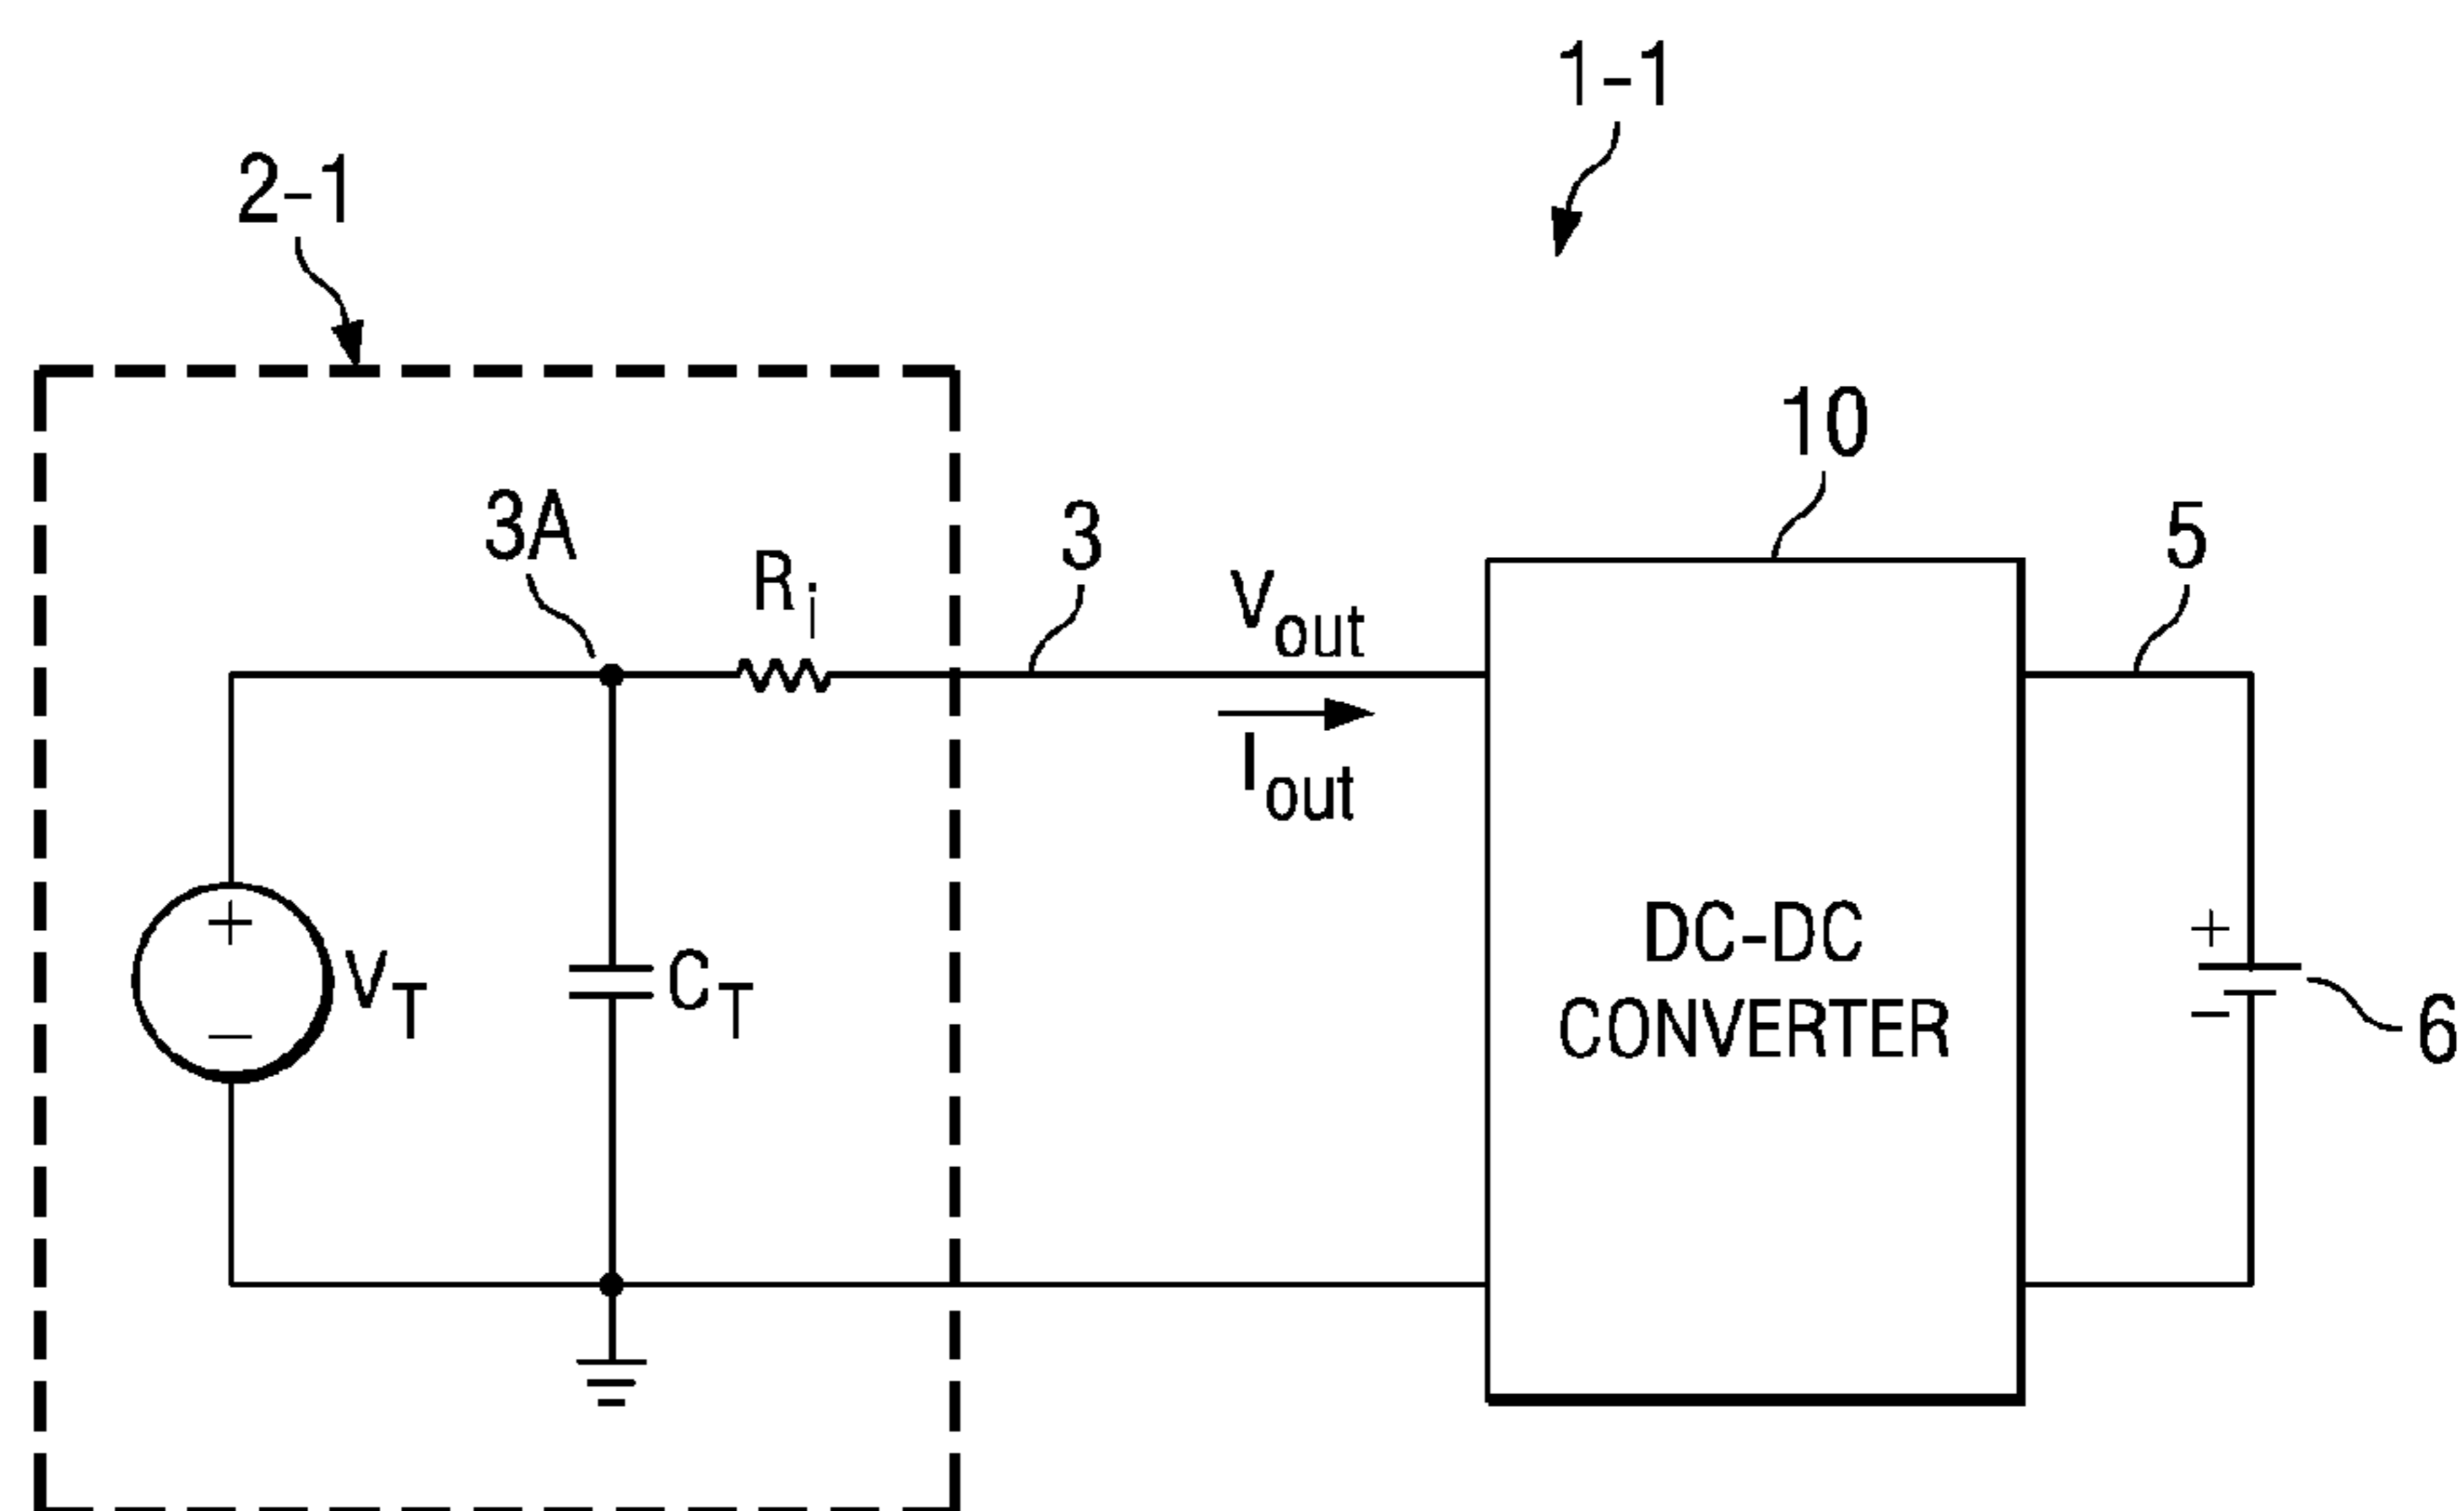 1-1
2-1
10
3A
3
5
Ri
Vout
Iout
+
VT
−
CT
DC-DC
CONVERTER
+
−
6